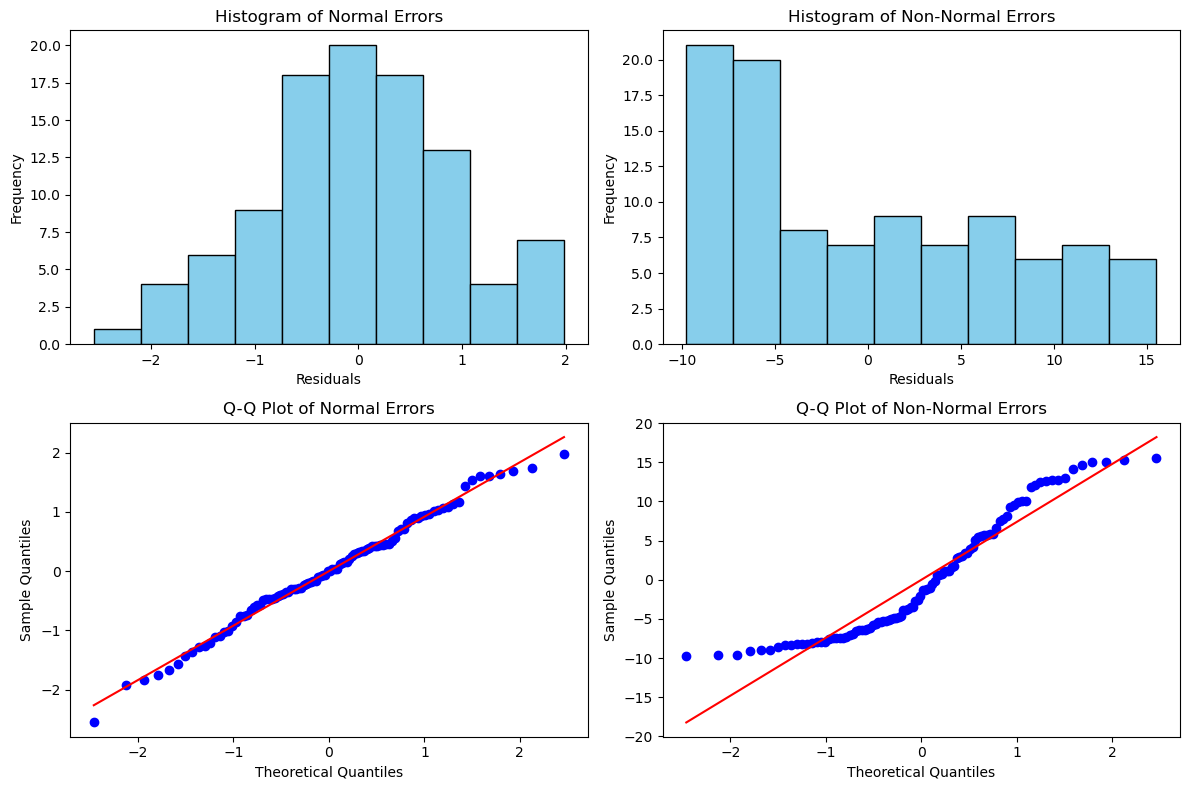 Histogram of Normal Errors
20.0
17.5
15.0
12.5
10.0
7.5
5.0
2.5
0.0
Frequency
−2 −1 0 1 2
Residuals
Histogram of Non-Normal Errors
20.0
17.5
15.0
12.5
10.0
7.5
5.0
2.5
0.0
Frequency
−10 −5 0 5 10 15
Residuals
Q-Q Plot of Normal Errors
2
1
0
−1
−2
Sample Quantiles
−2 −1 0 1 2
Theoretical Quantiles
Q-Q Plot of Non-Normal Errors
20
15
10
5
0
−5
−10
−15
−20
Sample Quantiles
−2 −1 0 1 2
Theoretical Quantiles